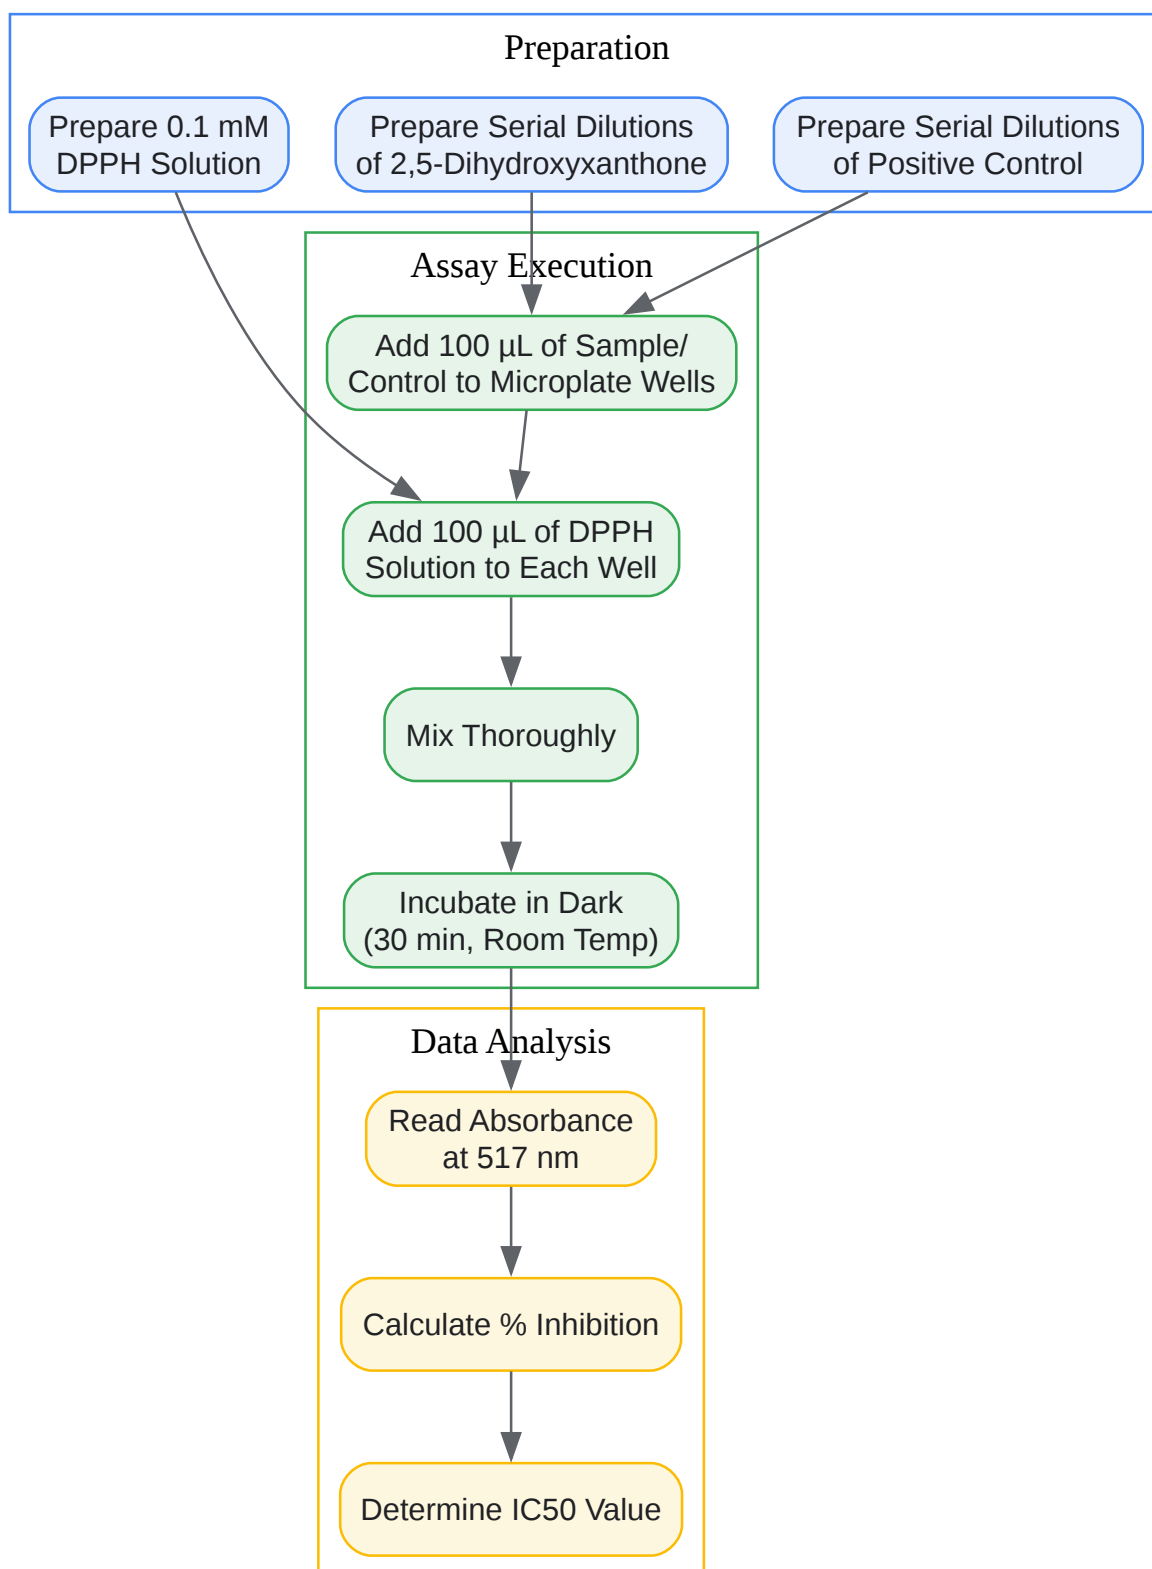 Preparation
Prepare 0.1 mM
DPPH Solution
Prepare Serial Dilutions
of 2,5-Dihydroxyxanthone
Prepare Serial Dilutions
of Positive Control
Assay Execution
Add 100 µL of Sample/
Control to Microplate Wells
Add 100 µL of DPPH
Solution to Each Well
Mix Thoroughly
Incubate in Dark
(30 min, Room Temp)
Data Analysis
Read Absorbance
at 517 nm
Calculate % Inhibition
Determine IC50 Value